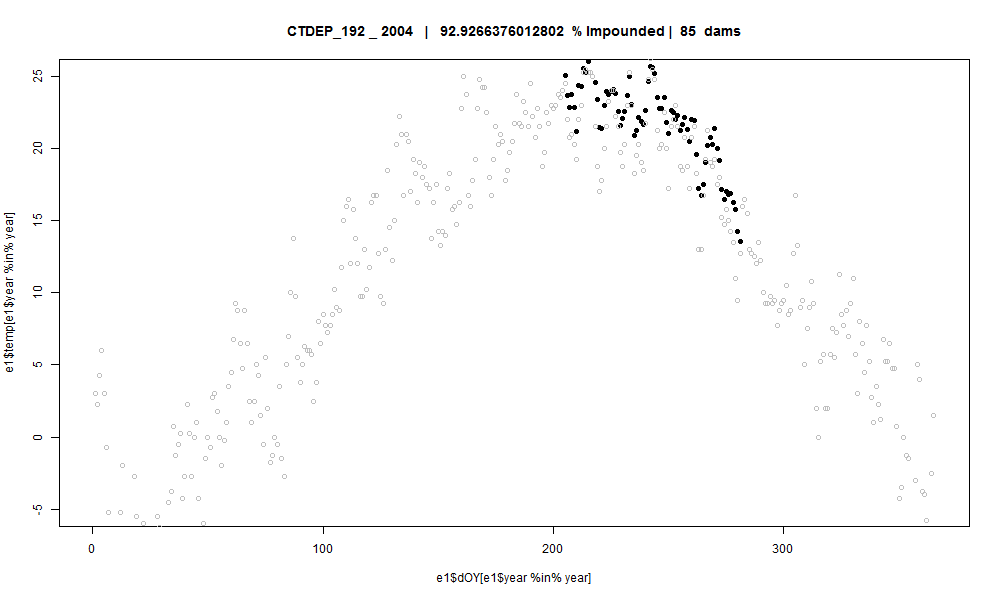 CTDEP_192 _ 2004 | 92.9266376012802 % Impounded | 85 dams
25
20
15
10
5
0
-5
e1$temp[e1$year %in% year]
0 100 200 300
e1$dOY[e1$year %in% year]